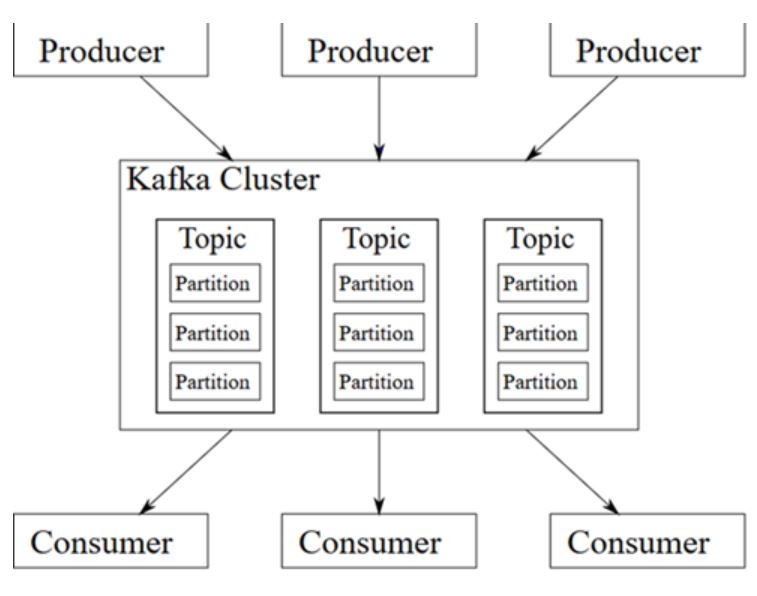 Producer Producer Producer
Kafka Cluster
Topic Topic Topic
Partition Partition Partition
Partition Partition Partition
Partition Partition Partition
Consumer Consumer Consumer